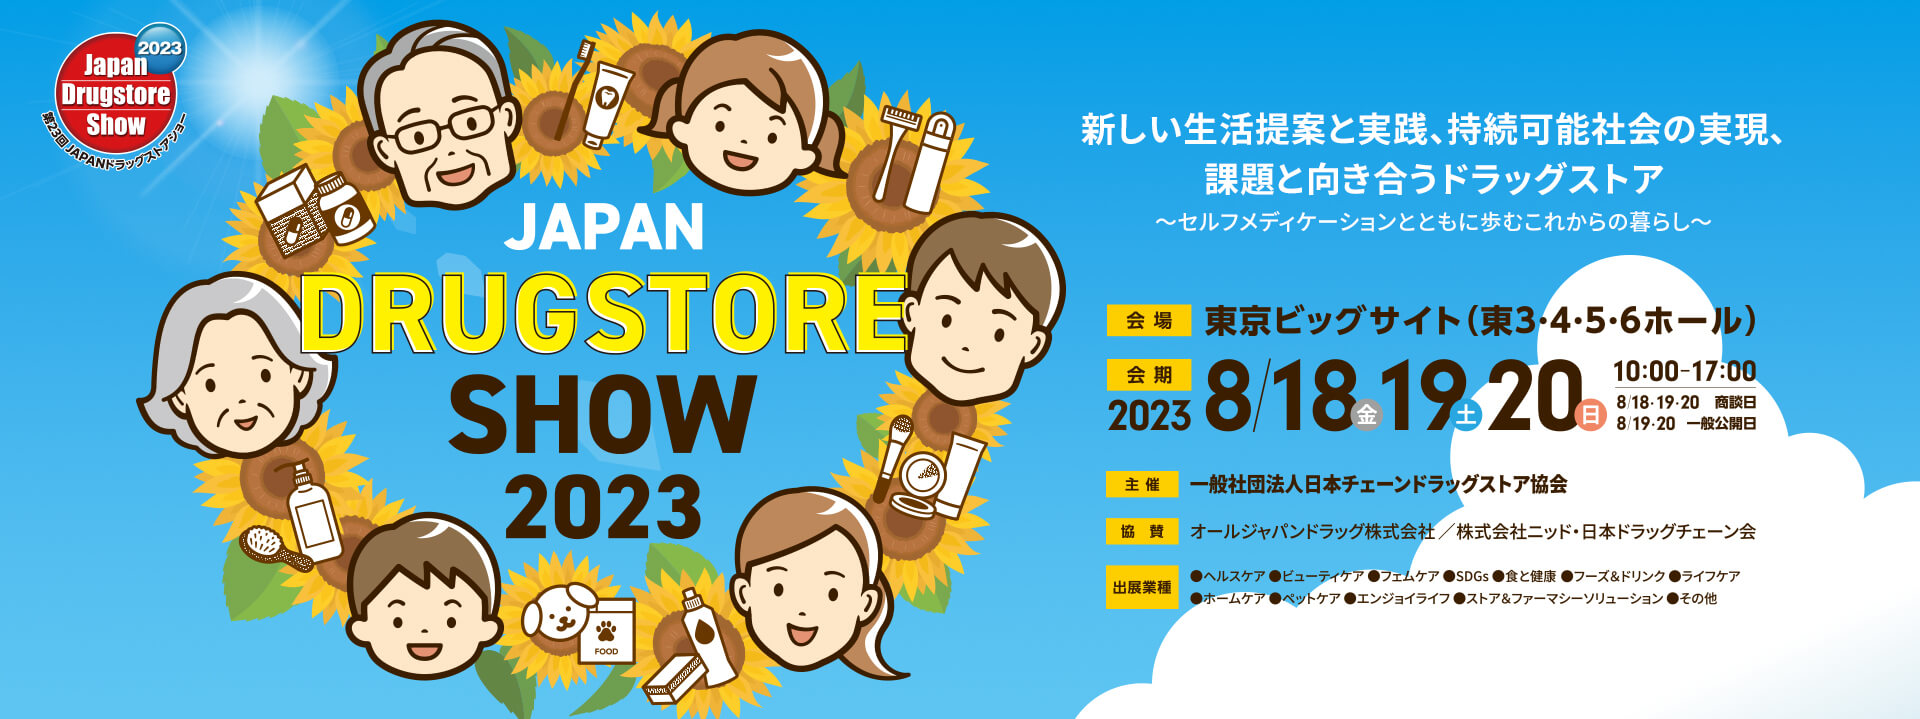 2023
Japan
Drugstore
Show
第23回 JAPANドラッグストアショー
JAPAN
DRUGSTORE
SHOW
2023
FOOD
新しい生活提案と実践、持続可能社会の実現、
課題と向き合うドラッグストア
～セルフメディケーションとともに歩むこれからの暮らし～
会場 東京ビッグサイト（東3・4・5・6ホール）
会期 2023 8/18金19土20日
10:00-17:00
8/18・19・20 商談日
8/19・20 一般公開日
主催 一般社団法人日本チェーンドラッグストア協会
協賛 オールジャパンドラッグ株式会社／株式会社ニッド・日本ドラッグチェーン会
出展業種 ●ヘルスケア ●ビューティケア ●フェムケア ●SDGs ●食と健康 ●フーズ&ドリンク ●ライフケア
●ホームケア ●ペットケア ●エンジョイライフ ●ストア&ファーマシーソリューション ●その他